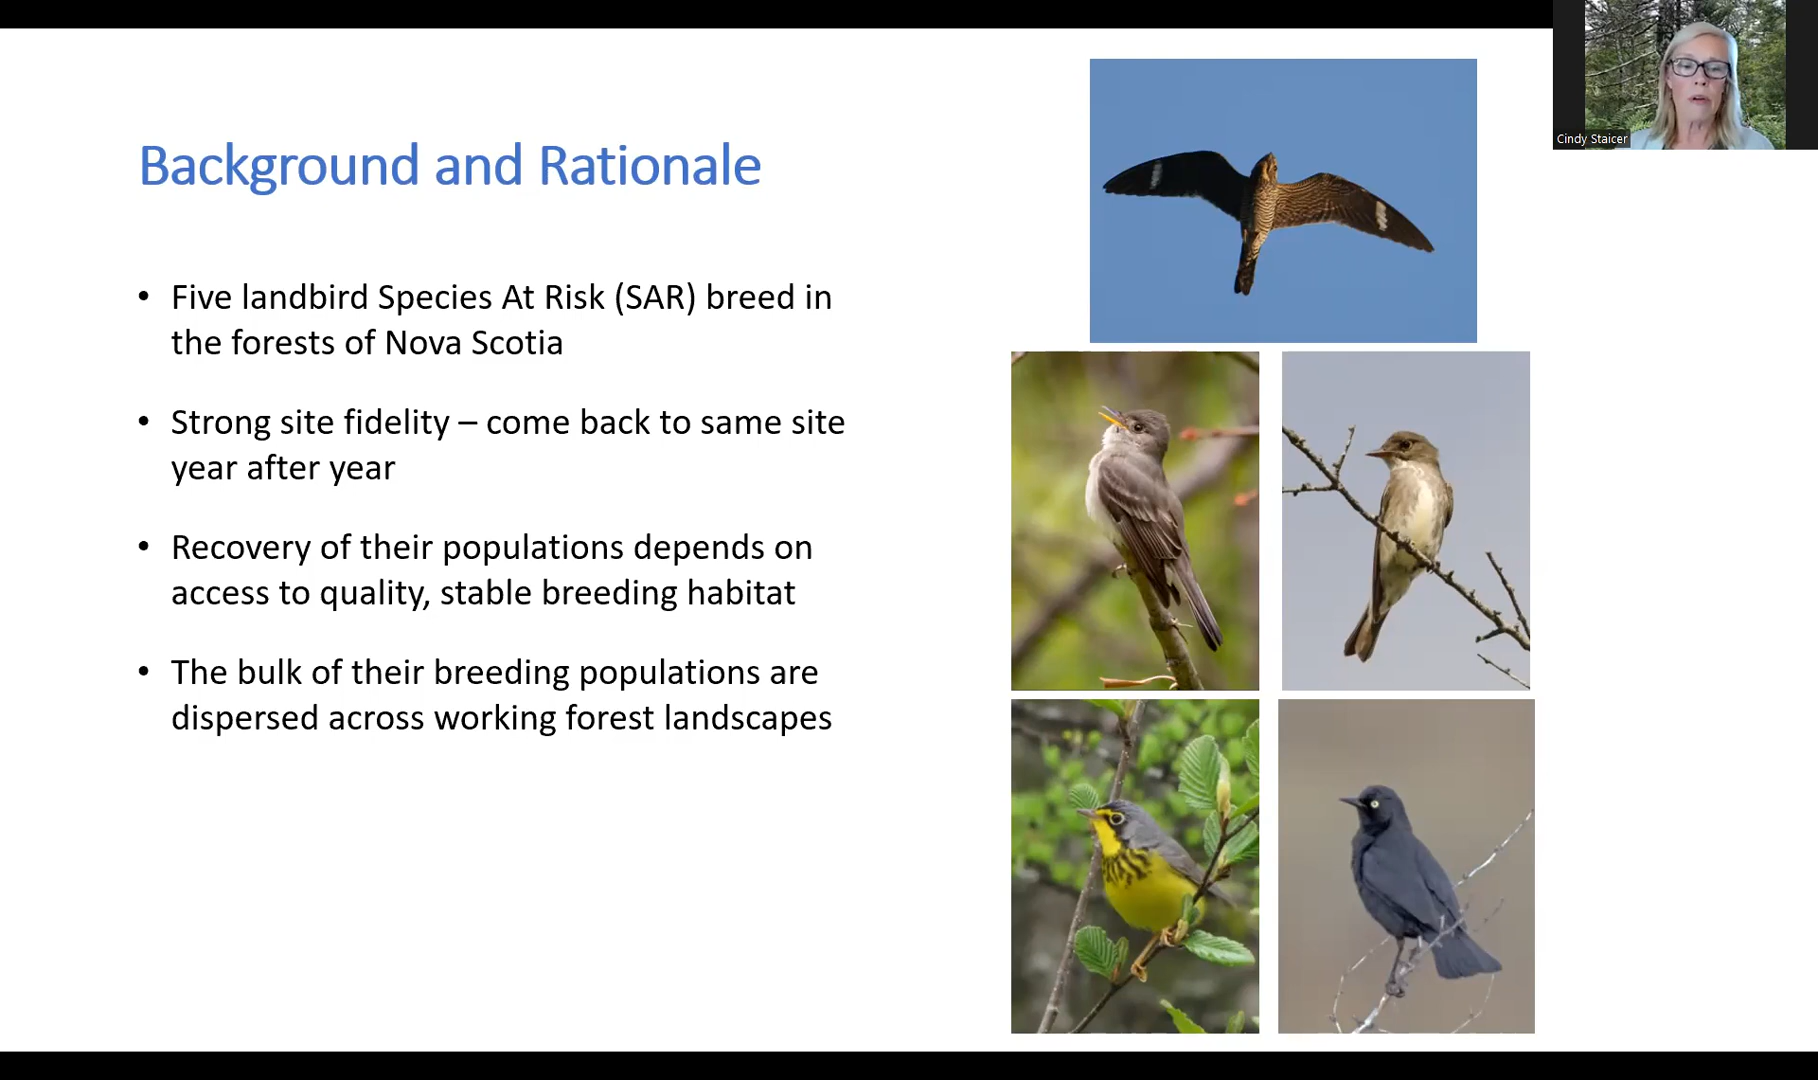 Cindy Staicer
Background and Rationale
• Five landbird Species At Risk (SAR) breed in
the forests of Nova Scotia
• Strong site fidelity – come back to same site
year after year
• Recovery of their populations depends on
access to quality, stable breeding habitat
• The bulk of their breeding populations are
dispersed across working forest landscapes